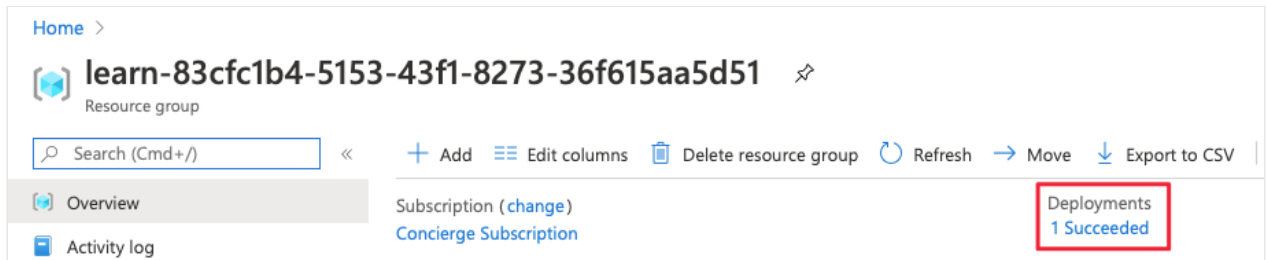 Home >
learn-83cfc1b4-5153-43f1-8273-36f615aa5d51
Resource group
Search (Cmd+/)
«
+ Add Edit columns Delete resource group Refresh Move Export to CSV
Overview
Activity log
Subscription (change)
Concierge Subscription
Deployments
1 Succeeded